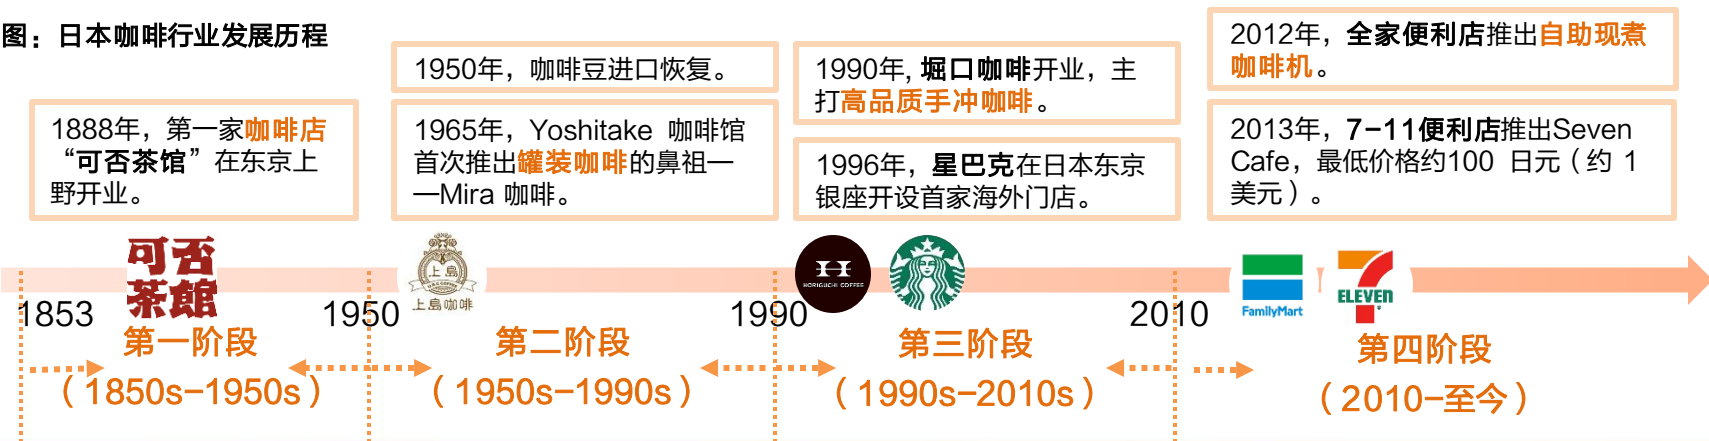 图：日本咖啡行业发展历程
1888年，第一家咖啡店
“可否茶馆”在东京上
野开业。
1950年，咖啡豆进口恢复。
1965年，Yoshitake 咖啡馆
首次推出罐装咖啡的鼻祖—
—Mira 咖啡。
1990年，堀口咖啡开业，主
打高品质手冲咖啡。
1996年，星巴克在日本东京
银座开设首家海外门店。
2012年，全家便利店推出自助现煮
咖啡机。
2013年，7-11便利店推出Seven
Cafe，最低价格约100 日元（约 1
美元）。
可否
茶館
上島
上島咖啡
HORIGUCHI COFFEE
FamilyMart
ELEVEN
1853
1950
1990
2010
第一阶段
（1850s-1950s）
第二阶段
（1950s-1990s）
第三阶段
（1990s-2010s）
第四阶段
（2010-至今）